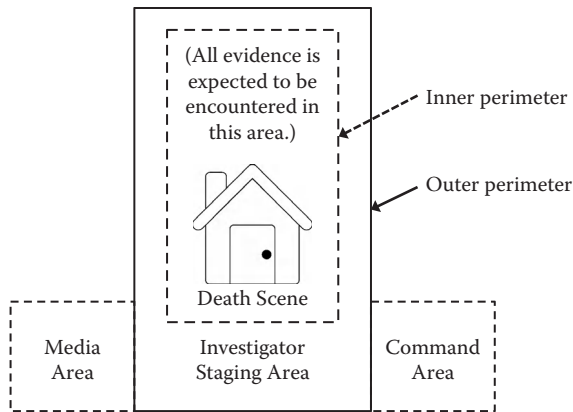 (All evidence is
expected to be
encountered in
this area.)
Inner perimeter
Outer perimeter
Death Scene
Media
Area
Investigator
Staging Area
Command
Area